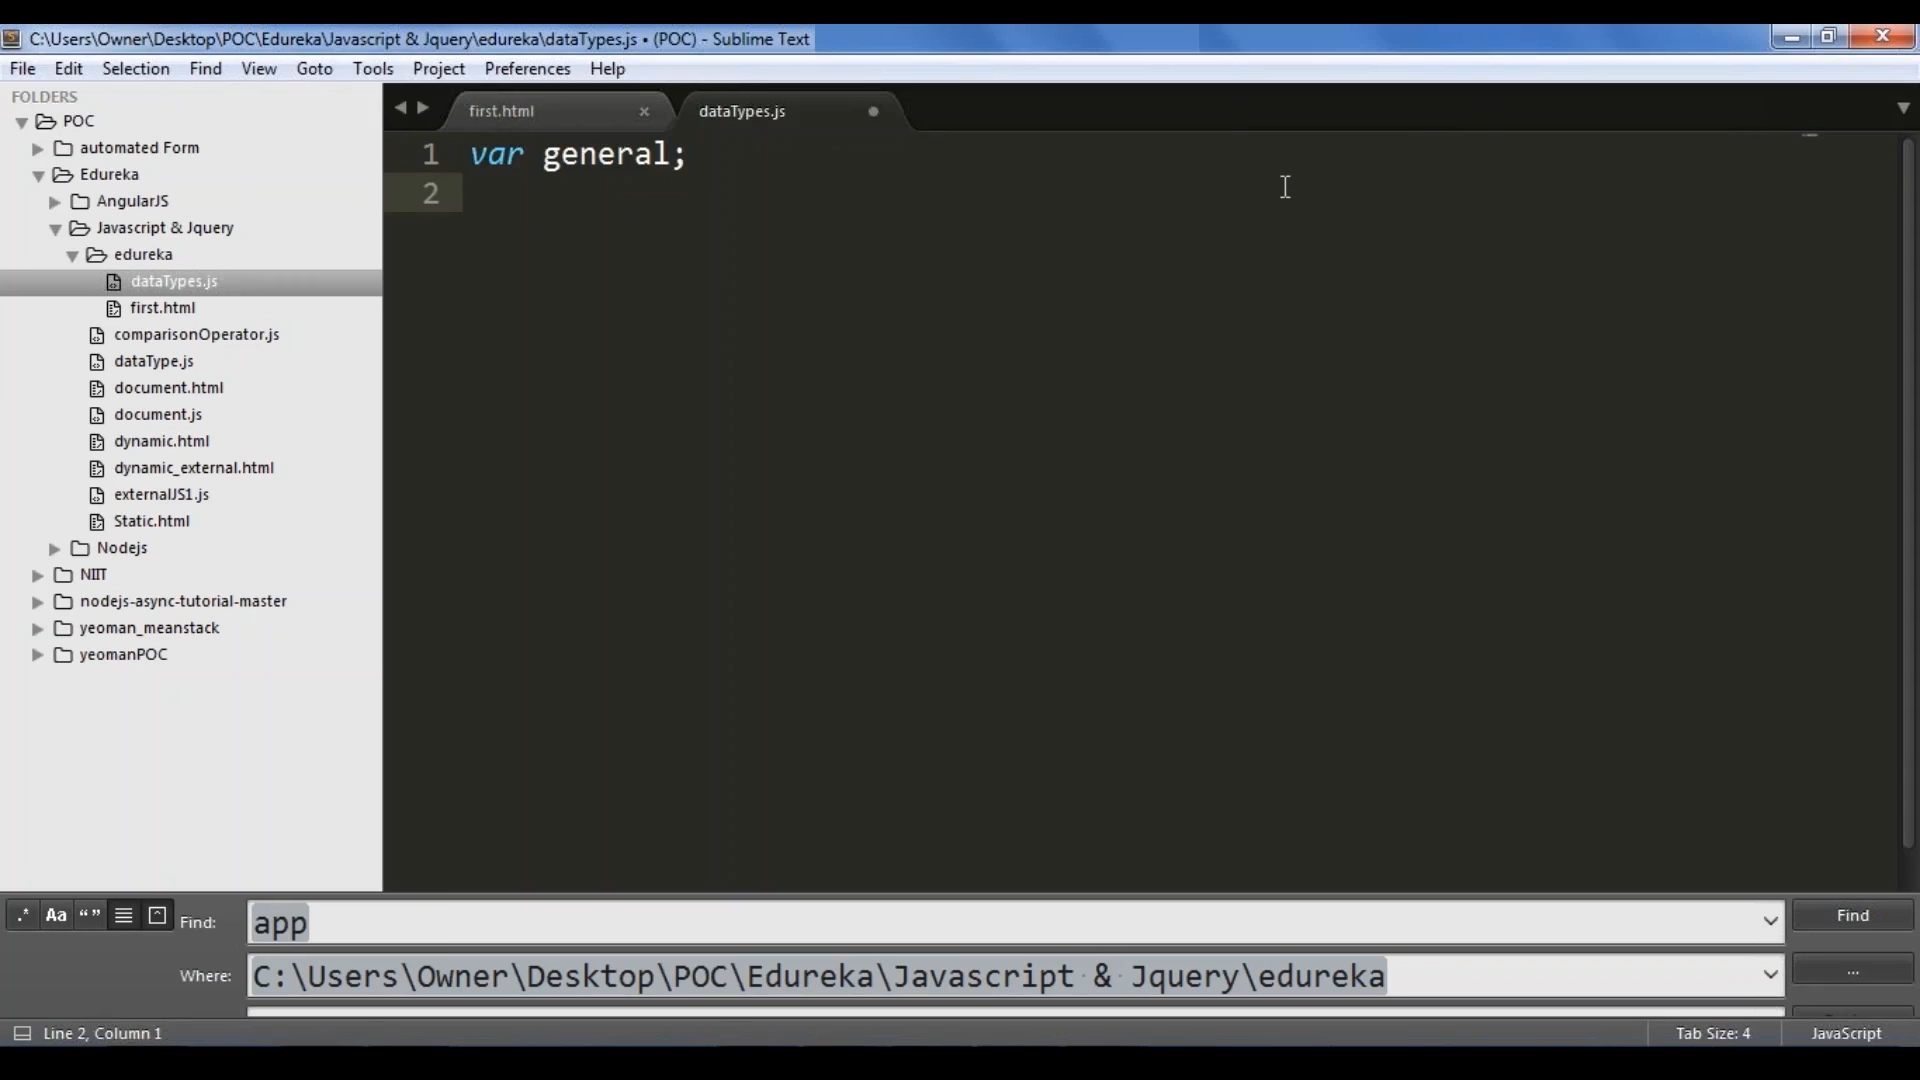 C:\Users\Owner\Desktop\POC\Edureka\Javascript & Jquery\edureka\dataTypes.js • (POC) - Sublime Text
File Edit Selection Find View Goto Tools Project Preferences Help
FOLDERS
POC
automated Form
Edureka
AngularJS
Javascript & Jquery
edureka
dataTypes.js
first.html
comparisonOperator.js
dataType.js
document.html
document.js
dynamic.html
dynamic_external.html
externalJS1.js
Static.html
Nodejs
NIIT
nodejs-async-tutorial-master
yeoman_meanstack
yeomanPOC
first.html × dataTypes.js
1 var general;
2
.* Aa “ ” Find: app Find
Where: C:\Users\Owner\Desktop\POC\Edureka\Javascript & Jquery\edureka ...
Line 2, Column 1 Tab Size: 4 JavaScript